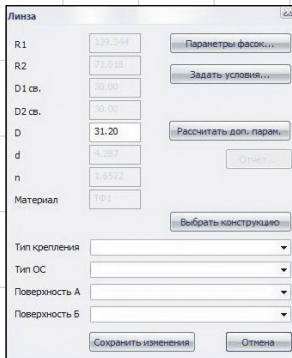 Линза
R1 139.344 Параметры фасок...
R2 71.018
Задать условия...
D1 св. 30.00
D2 св. 30.00
D 31.20 Рассчитать доп. парам.
d 4.287
Отчет...
n 1.6522
Материал ТФ1
Выбрать конструкцию
Тип крепления
Тип ОС
Поверхность А
Поверхность Б
Сохранить изменения Отмена